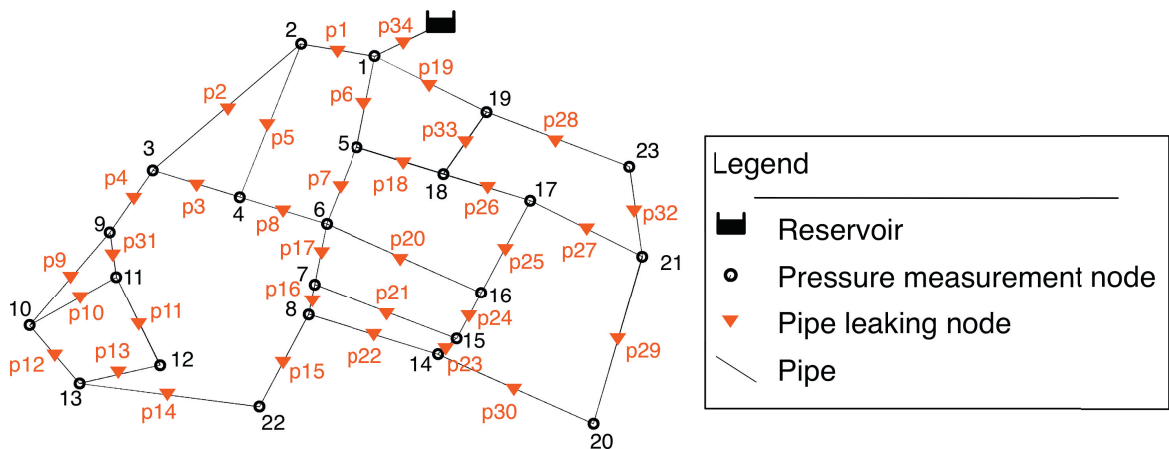 2
p1
p34
1
p19
p2
p6
p5
19
p33
p28
3
5
23
p4
p7
p18
18
17
p3
4
p26
p32
p8
6
9
p31
p17
p20
p27
p25
21
p9
11
7
p16
p21
16
10
p10
p11
8
p24
15
p13
p22
14
p23
p29
p12
12
p15
13
p14
22
p30
20
Legend
Reservoir
Pressure measurement node
Pipe leaking node
Pipe